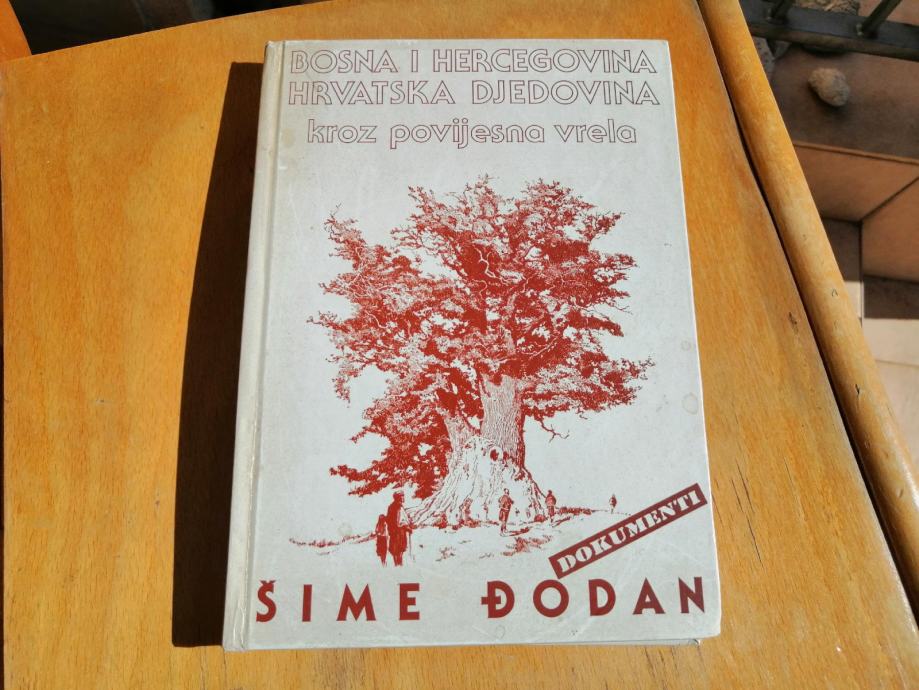 BOSNA I HERCEGOVINA
HRVATSKA DJEDOVINA
kroz povijesna vrela
DOKUMENTI
ŠIME ĐODAN